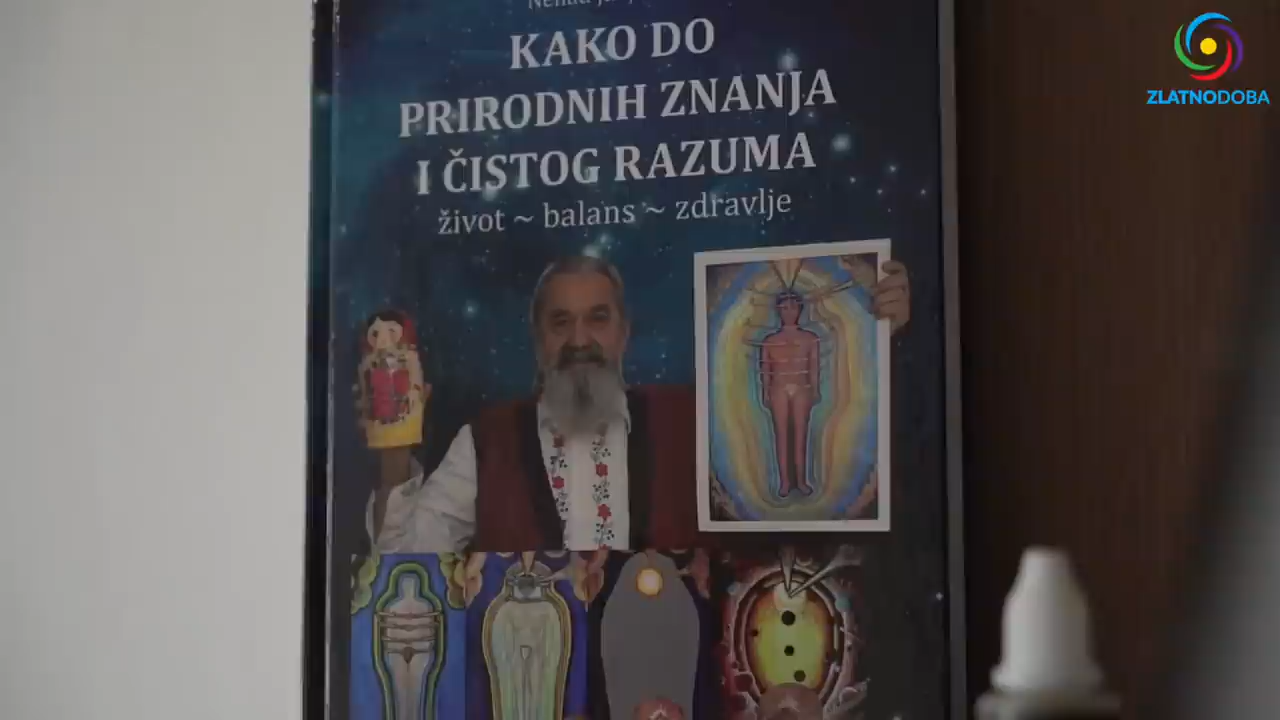 KAKO DO
PRIRODNIH ZNANJA
I ČISTOG RAZUMA
život ~ balans ~ zdravlje
ZLATNODOBA